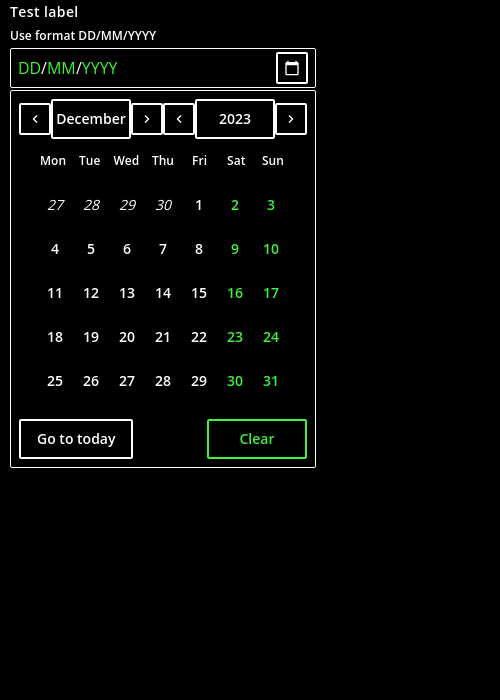 Test label
Use format DD/MM/YYYY
DD/MM/YYYY
December 2023
Mon Tue Wed Thu Fri Sat Sun
27 28 29 30 1 2 3
4 5 6 7 8 9 10
11 12 13 14 15 16 17
18 19 20 21 22 23 24
25 26 27 28 29 30 31
Go to today Clear